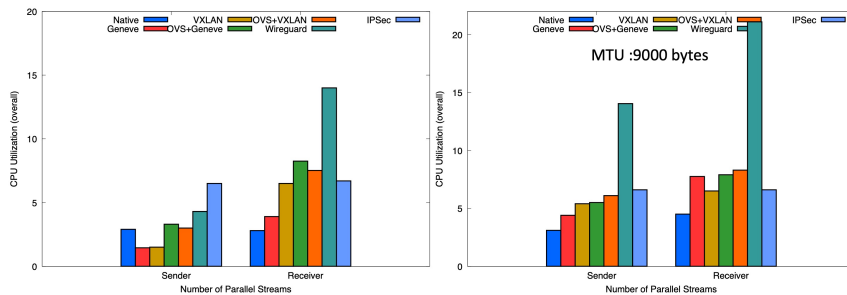 20
15
10
5
0
CPU Utilization (overall)
Native
VXLAN
OVS+VXLAN
IPSec
Geneve
OVS+Geneve
Wireguard
Sender
Receiver
Number of Parallel Streams
20
15
10
5
0
CPU Utilization (overall)
Native
VXLAN
OVS+VXLAN
IPSec
Geneve
OVS+Geneve
Wireguard
MTU :9000 bytes
Sender
Receiver
Number of Parallel Streams